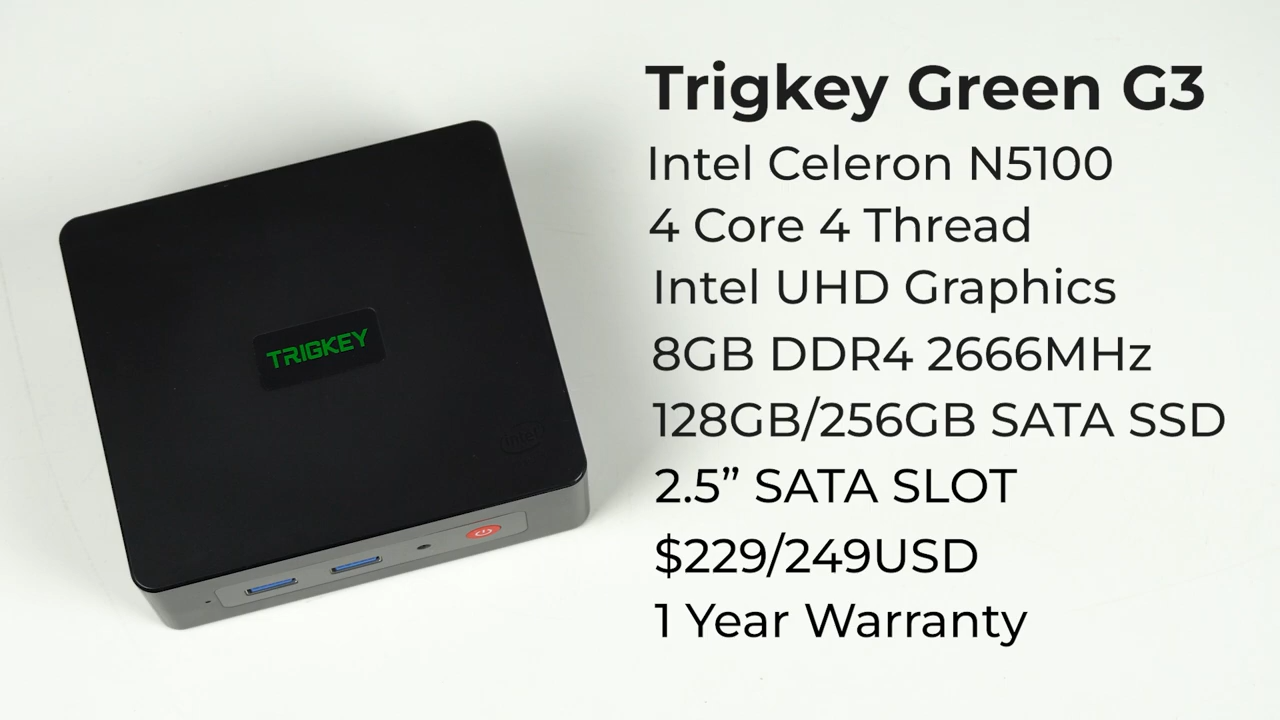 Trigkey Green G3
Intel Celeron N5100
4 Core 4 Thread
Intel UHD Graphics
8GB DDR4 2666MHz
128GB/256GB SATA SSD
2.5” SATA SLOT
$229/249USD
1 Year Warranty
TRIGKEY
intel